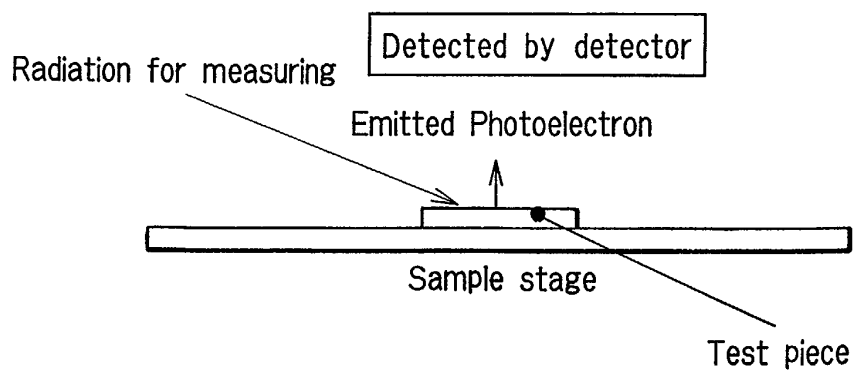 Detected by detector
Radiation for measuring
Emitted Photoelectron
Sample stage
Test piece